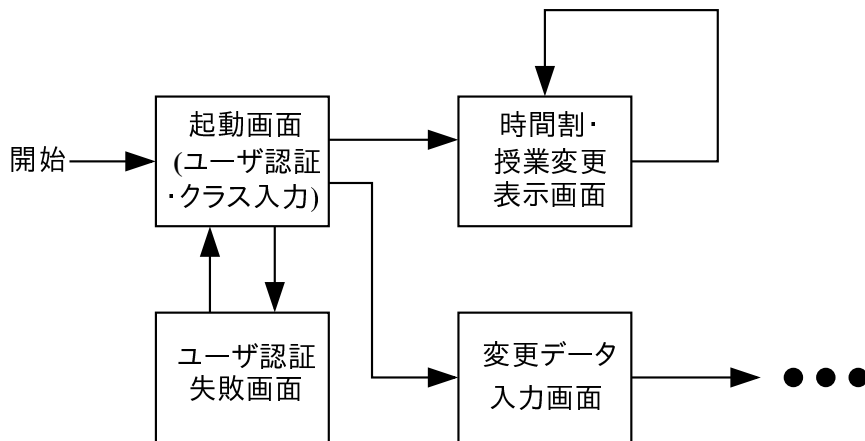 開始
起動画面
(ユーザ認証
・クラス入力)
時間割・
授業変更
表示画面
ユーザ認証
失敗画面
変更データ
入力画面
●●●